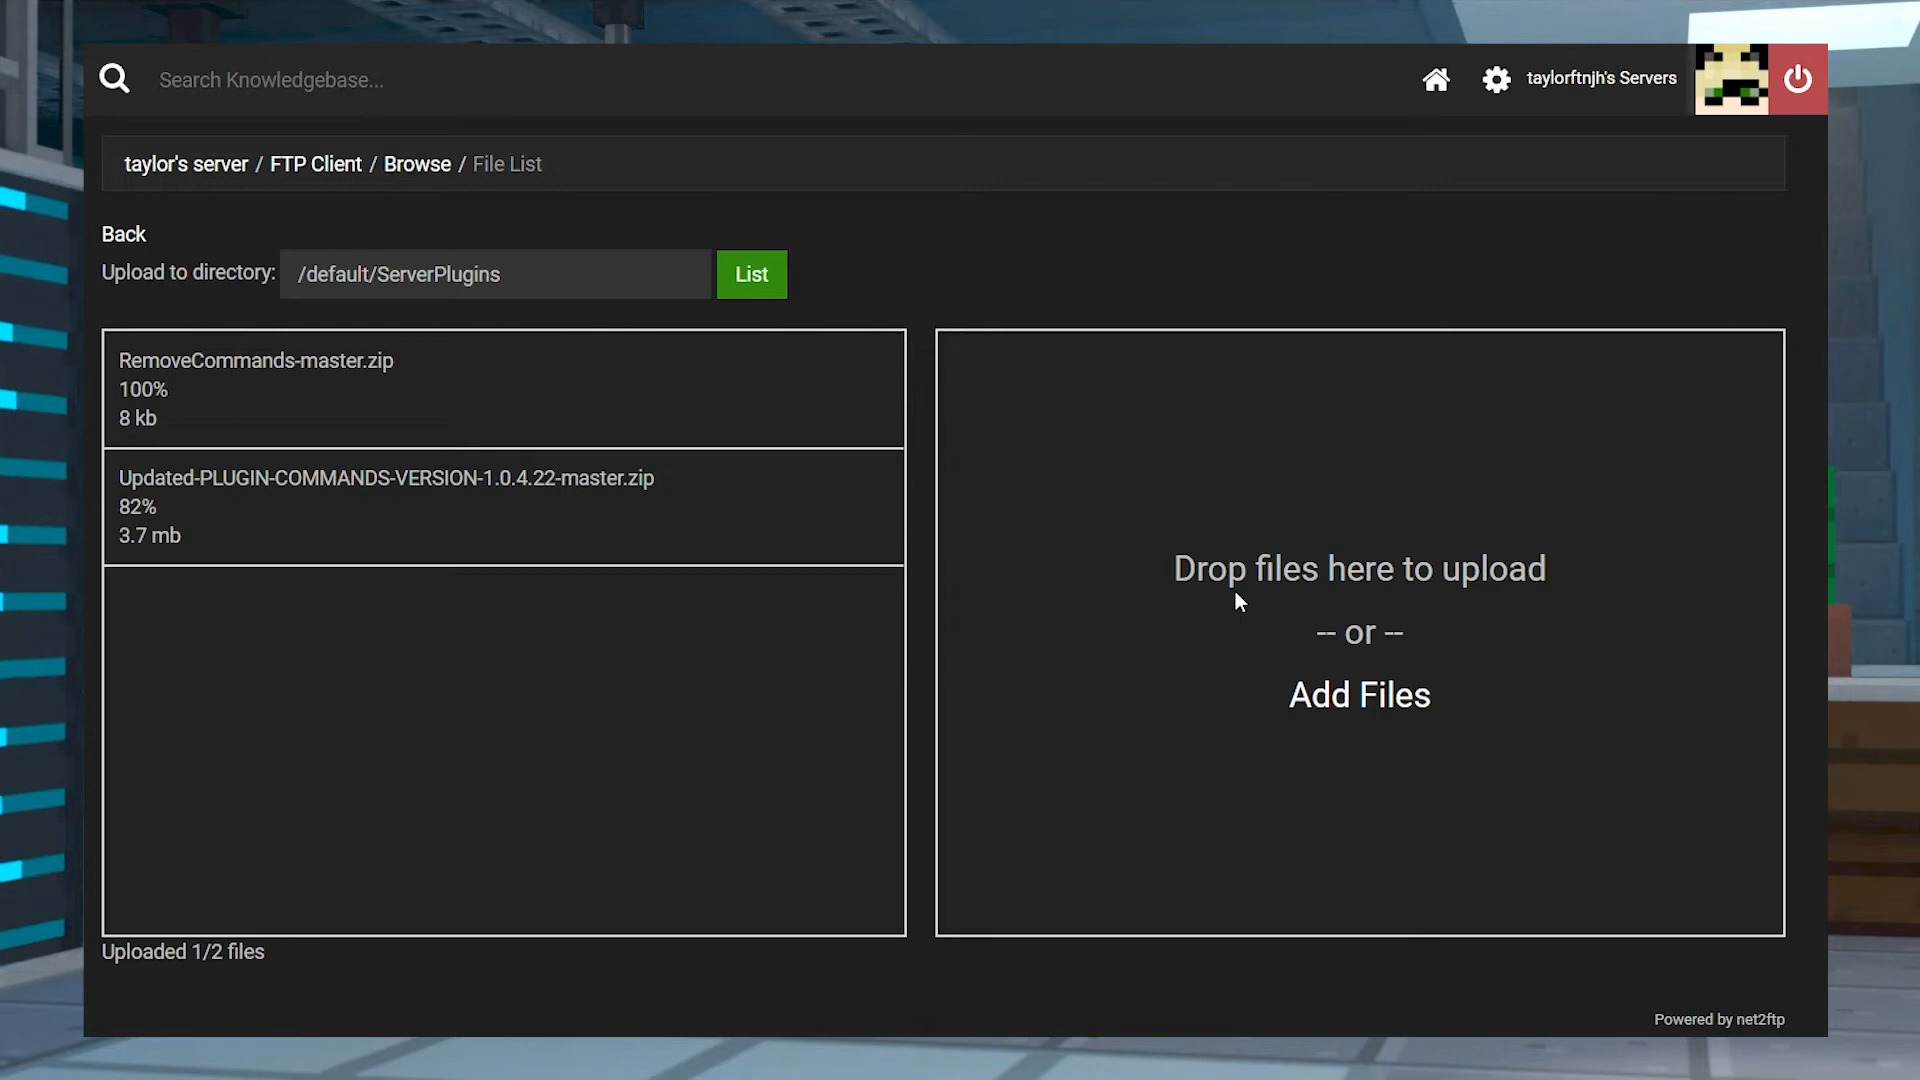 Search Knowledgebase...
taylorftnjh's Servers
taylor's server / FTP Client / Browse / File List
Back
Upload to directory: /default/ServerPlugins List
RemoveCommands-master.zip
100%
8 kb
Updated-PLUGIN-COMMANDS-VERSION-1.0.4.22-master.zip
82%
3.7 mb
Drop files here to upload
-- or --
Add Files
Uploaded 1/2 files
Powered by net2ftp